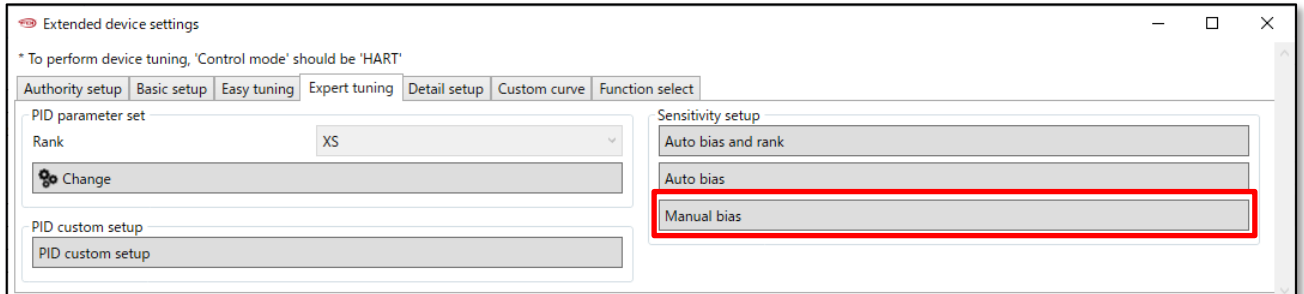 Extended device settings
* To perform device tuning, 'Control mode' should be 'HART'
Authority setup
Basic setup
Easy tuning
Expert tuning
Detail setup
Custom curve
Function select
PID parameter set
Rank
XS
Change
PID custom setup
PID custom setup
Sensitivity setup
Auto bias and rank
Auto bias
Manual bias